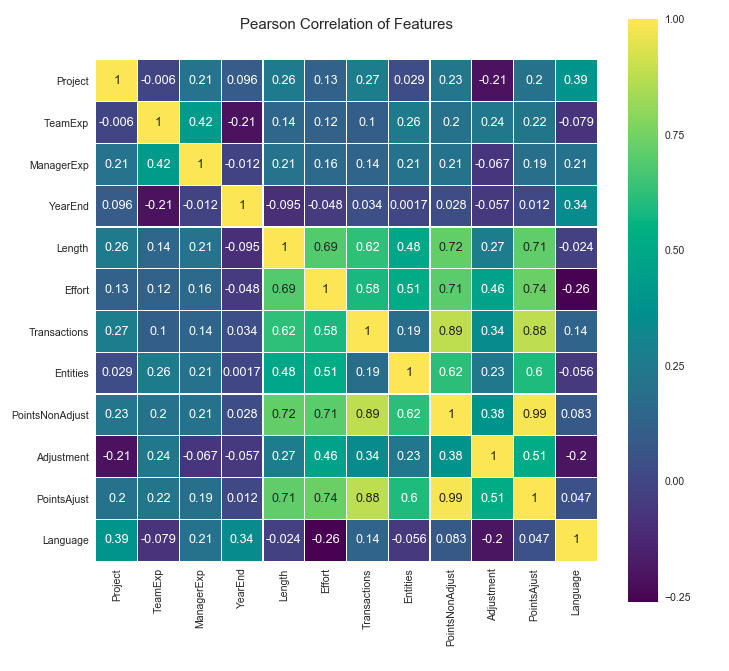 Pearson Correlation of Features
1.00
Project 1 -0.006 0.21 0.096 0.26 0.13 0.27 0.029 0.23 -0.21 0.2 0.39
TeamExp -0.006 1 0.42 -0.21 0.14 0.12 0.1 0.26 0.2 0.24 0.22 -0.079
0.75
ManagerExp 0.21 0.42 1 -0.012 0.21 0.16 0.14 0.21 0.21 -0.067 0.19 0.21
YearEnd 0.096 -0.21 -0.012 1 -0.095 -0.048 0.034 0.0017 0.028 -0.057 0.012 0.34
Length 0.26 0.14 0.21 -0.095 1 0.69 0.62 0.48 0.72 0.27 0.71 -0.024
0.50
Effort 0.13 0.12 0.16 -0.048 0.69 1 0.58 0.51 0.71 0.46 0.74 -0.26
Transactions 0.27 0.1 0.14 0.034 0.62 0.58 1 0.19 0.89 0.34 0.88 0.14
0.25
Entities 0.029 0.26 0.21 0.0017 0.48 0.51 0.19 1 0.62 0.23 0.6 -0.056
PointsNonAdjust 0.23 0.2 0.21 0.028 0.72 0.71 0.89 0.62 1 0.38 0.99 0.083
Adjustment -0.21 0.24 -0.067 -0.057 0.27 0.46 0.34 0.23 0.38 1 0.51 -0.2
0.00
PointsAjust 0.2 0.22 0.19 0.012 0.71 0.74 0.88 0.6 0.99 0.51 1 0.047
Language 0.39 -0.079 0.21 0.34 -0.024 -0.26 0.14 -0.056 0.083 -0.2 0.047 1
−0.25
Project
TeamExp
ManagerExp
YearEnd
Length
Effort
Transactions
Entities
PointsNonAdjust
Adjustment
PointsAjust
Language